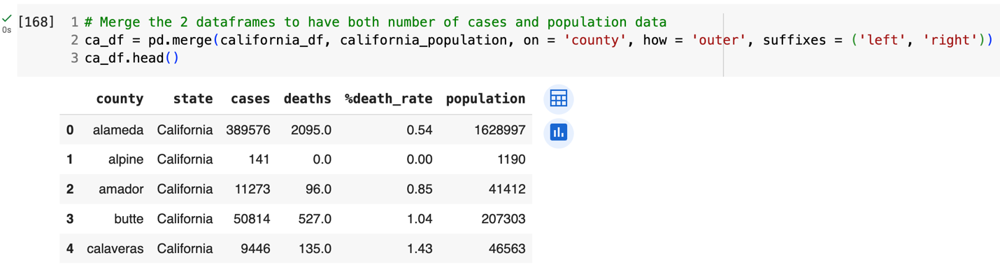 [168] 1 # Merge the 2 dataframes to have both number of cases and population data
0s 2 ca_df = pd.merge(california_df, california_population, on = 'county', how = 'outer', suffixes = ('left', 'right'))
3 ca_df.head()
county state cases deaths %death_rate population
0 alameda California 389576 2095.0 0.54 1628997
1 alpine California 141 0.0 0.00 1190
2 amador California 11273 96.0 0.85 41412
3 butte California 50814 527.0 1.04 207303
4 calaveras California 9446 135.0 1.43 46563